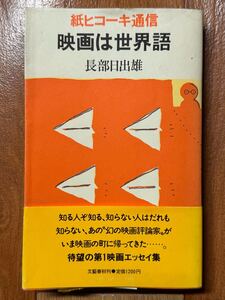 紙ヒコーキ通信
映画は世界語
長部日出雄
知る人ぞ知る、知らない人はだれも
知らない、あの"幻の映画評論家"が
いま映画の町に帰ってきた……。
待望の第1映画エッセイ集
文藝春秋刊●定価1200円